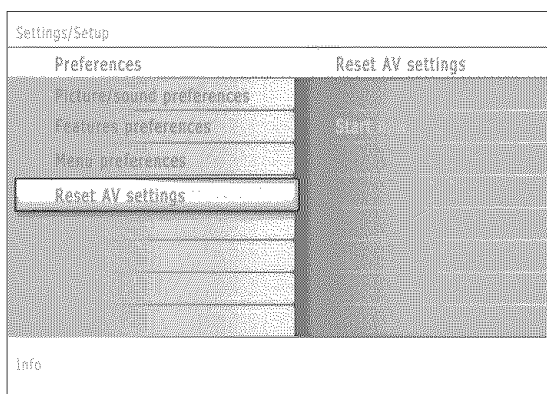 Settings/Setup
Preferences
Reset AV settings
Picture/sound preferences
Features preferences
Start
Menu preferences
Reset AV settings
Info